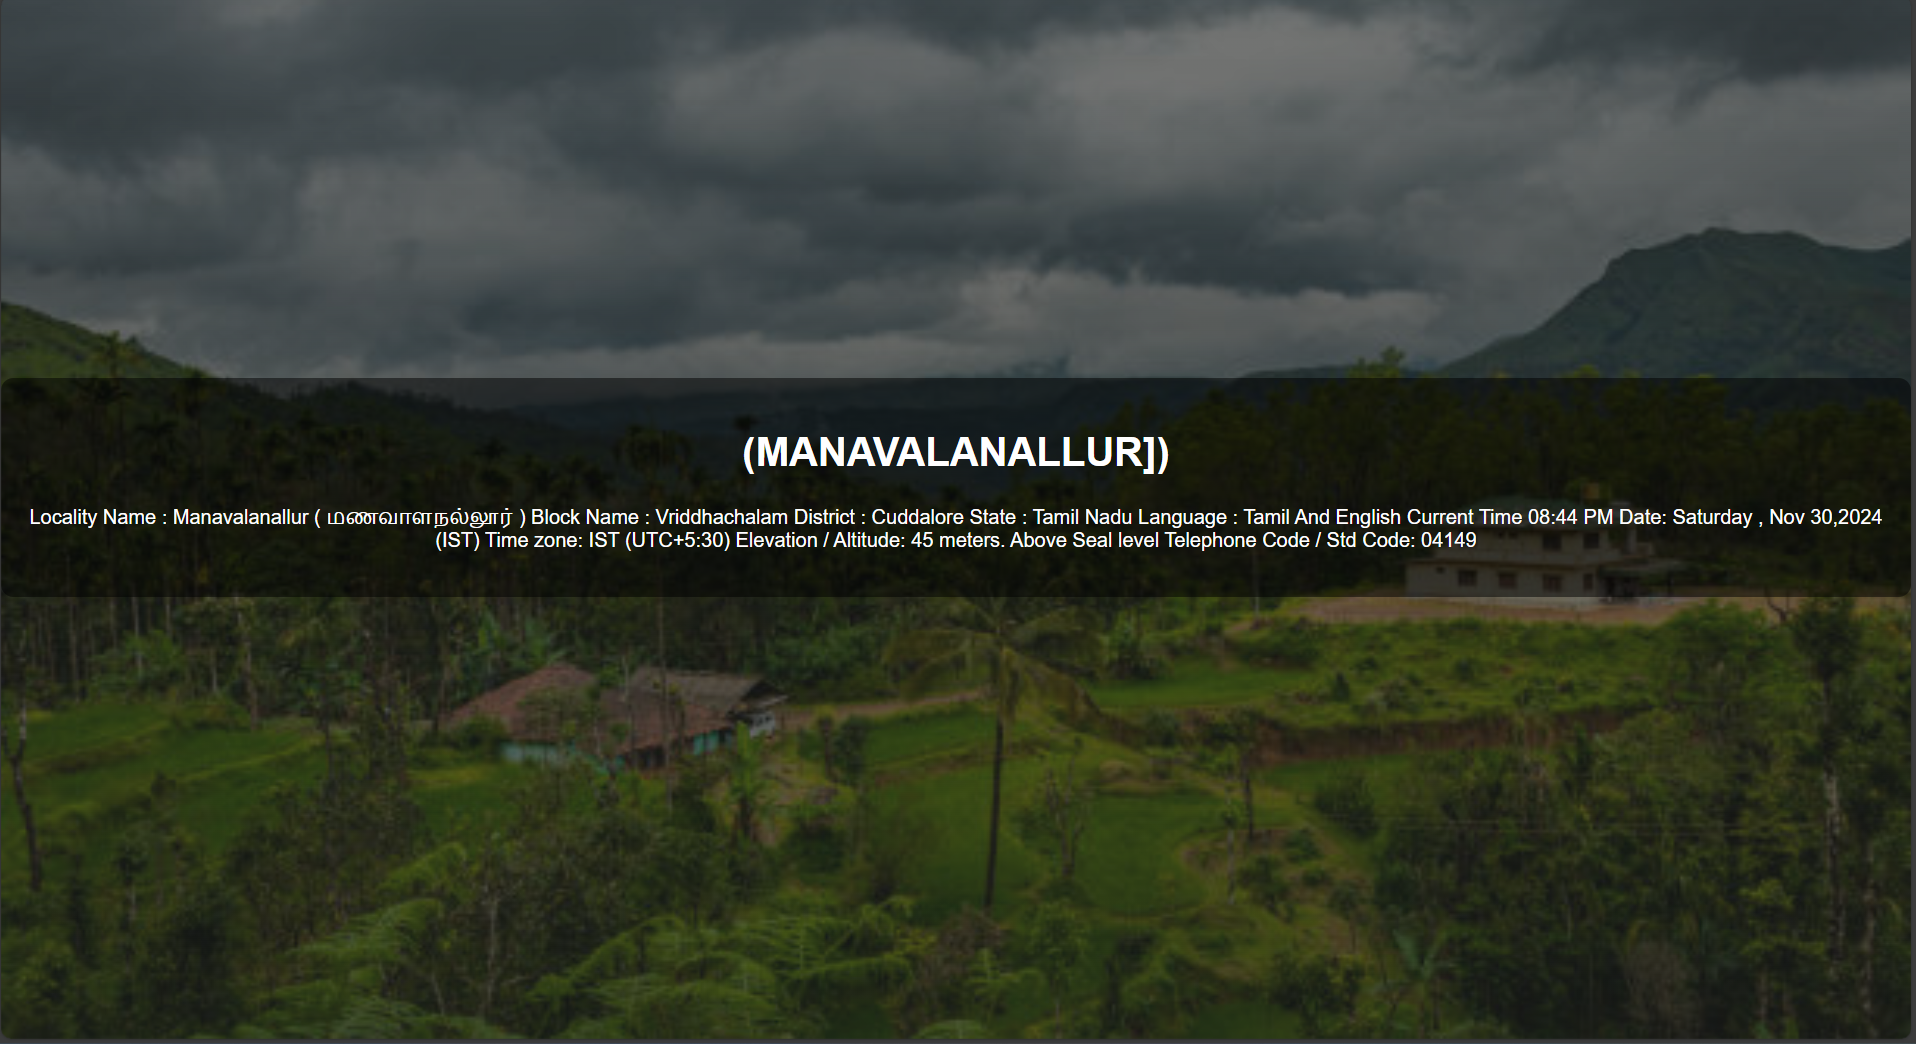 (MANAVALANALLUR])
Locality Name : Manavalanallur ( மணவாளநல்லூர் ) Block Name : Vriddhachalam District : Cuddalore State : Tamil Nadu Language : Tamil And English Current Time 08:44 PM Date: Saturday , Nov 30,2024
(IST) Time zone: IST (UTC+5:30) Elevation / Altitude: 45 meters. Above Seal level Telephone Code / Std Code: 04149